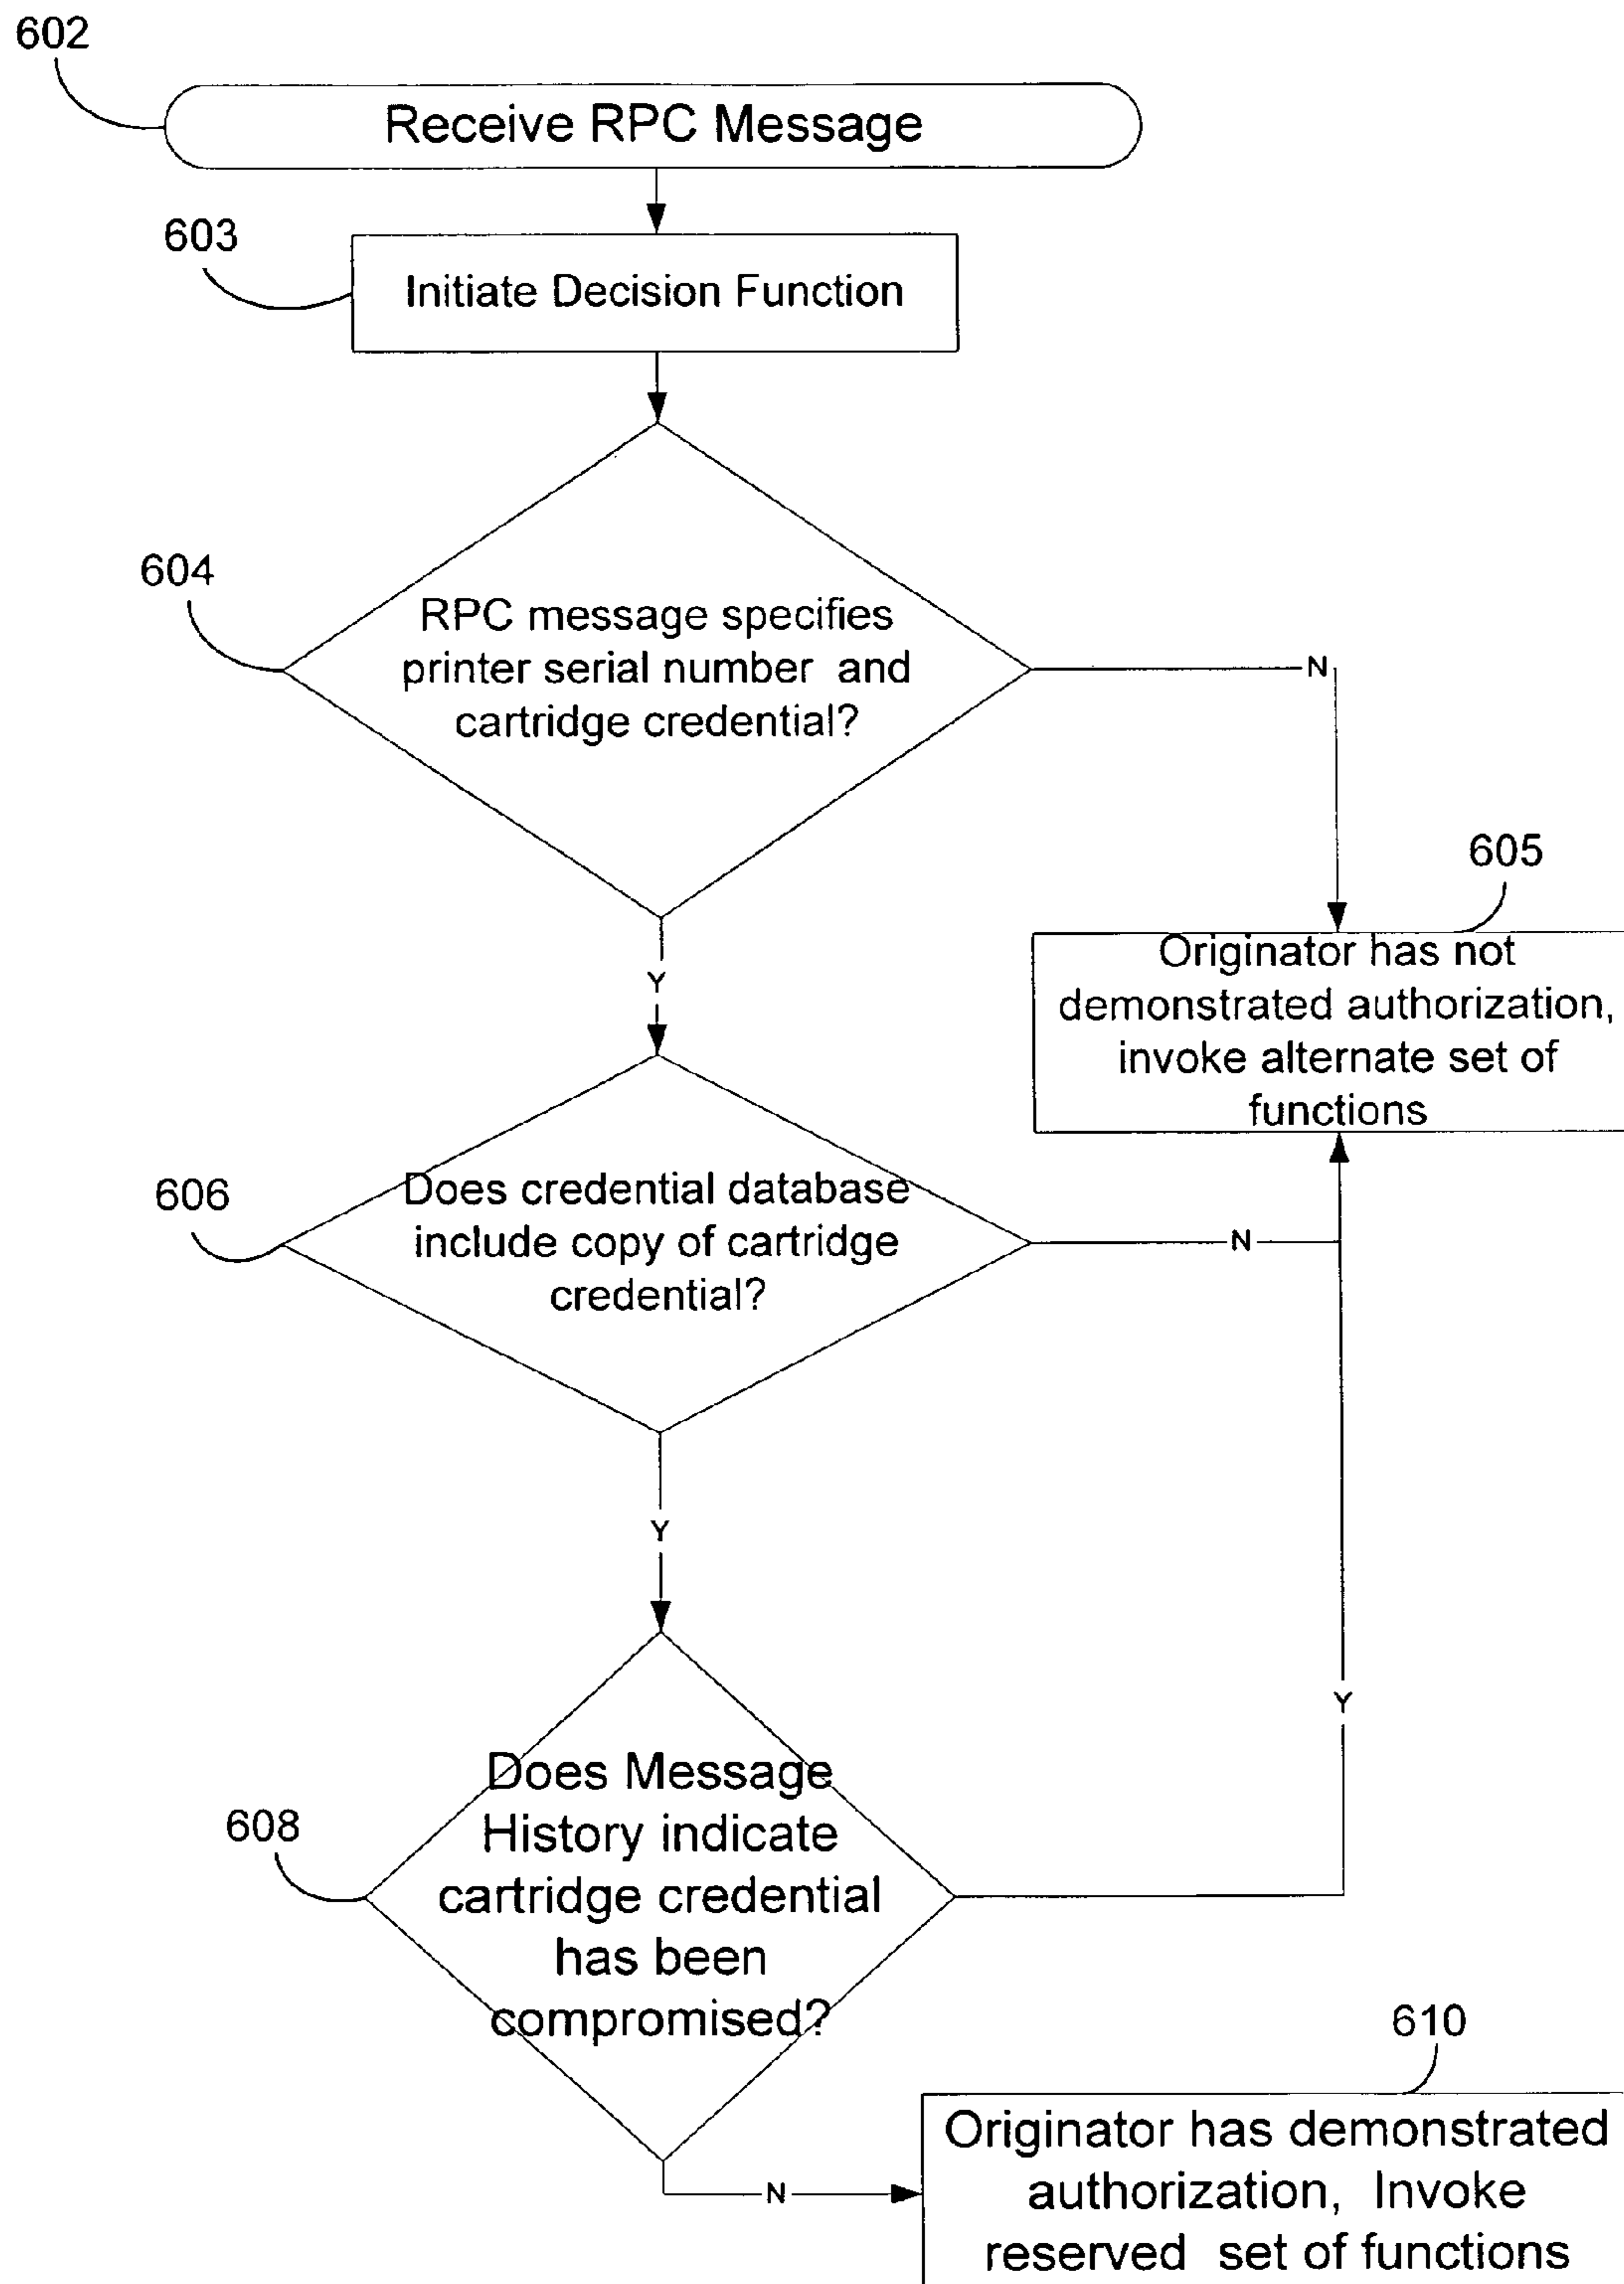 602
Receive RPC Message
603
Initiate Decision Function
604
RPC message specifies
printer serial number and
cartridge credential?
N
Y
605
Originator has not
demonstrated authorization,
invoke alternate set of
functions
606
Does credential database
include copy of cartridge
credential?
N
Y
608
Does Message
History indicate
cartridge credential
has been
compromised?
Y
N
610
Originator has demonstrated
authorization, Invoke
reserved set of functions